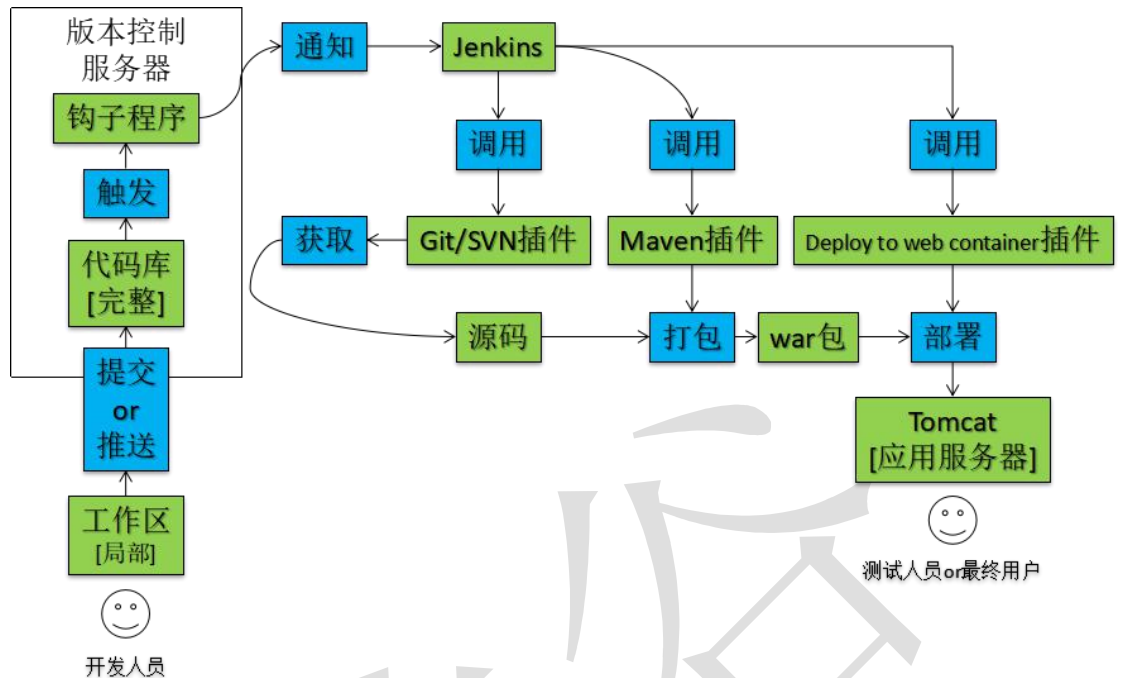 版本控制
服务器
钩子程序
触发
代码库
[完整]
提交
or
推送
工作区
[局部]
开发人员
通知
Jenkins
调用
调用
调用
获取
Git/SVN插件
Maven插件
Deploy to web container插件
源码
打包
war包
部署
Tomcat
[应用服务器]
测试人员or最终用户